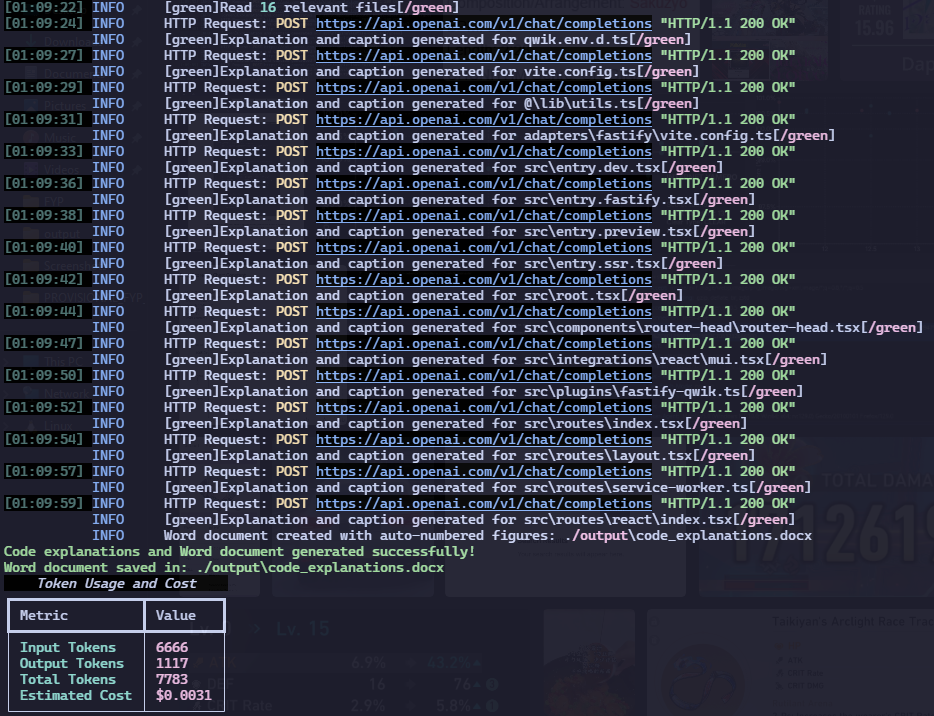 [01:09:22] INFO [green]Read 16 relevant files[/green]
[01:09:24] INFO HTTP Request: POST https://api.openai.com/v1/chat/completions "HTTP/1.1 200 OK"
INFO [green]Explanation and caption generated for qwik.env.d.ts[/green]
[01:09:27] INFO HTTP Request: POST https://api.openai.com/v1/chat/completions "HTTP/1.1 200 OK"
INFO [green]Explanation and caption generated for vite.config.ts[/green]
[01:09:29] INFO HTTP Request: POST https://api.openai.com/v1/chat/completions "HTTP/1.1 200 OK"
INFO [green]Explanation and caption generated for @\lib\utils.ts[/green]
[01:09:31] INFO HTTP Request: POST https://api.openai.com/v1/chat/completions "HTTP/1.1 200 OK"
INFO [green]Explanation and caption generated for adapters\fastify\vite.config.ts[/green]
[01:09:33] INFO HTTP Request: POST https://api.openai.com/v1/chat/completions "HTTP/1.1 200 OK"
INFO [green]Explanation and caption generated for src\entry.dev.tsx[/green]
[01:09:36] INFO HTTP Request: POST https://api.openai.com/v1/chat/completions "HTTP/1.1 200 OK"
INFO [green]Explanation and caption generated for src\entry.fastify.tsx[/green]
[01:09:38] INFO HTTP Request: POST https://api.openai.com/v1/chat/completions "HTTP/1.1 200 OK"
INFO [green]Explanation and caption generated for src\entry.preview.tsx[/green]
[01:09:40] INFO HTTP Request: POST https://api.openai.com/v1/chat/completions "HTTP/1.1 200 OK"
INFO [green]Explanation and caption generated for src\entry.ssr.tsx[/green]
[01:09:42] INFO HTTP Request: POST https://api.openai.com/v1/chat/completions "HTTP/1.1 200 OK"
INFO [green]Explanation and caption generated for src\root.tsx[/green]
[01:09:44] INFO HTTP Request: POST https://api.openai.com/v1/chat/completions "HTTP/1.1 200 OK"
INFO [green]Explanation and caption generated for src\components\router-head\router-head.tsx[/green]
[01:09:47] INFO HTTP Request: POST https://api.openai.com/v1/chat/completions "HTTP/1.1 200 OK"
INFO [green]Explanation and caption generated for src\integrations\react\mui.tsx[/green]
[01:09:50] INFO HTTP Request: POST https://api.openai.com/v1/chat/completions "HTTP/1.1 200 OK"
INFO [green]Explanation and caption generated for src\plugins\fastify-qwik.ts[/green]
[01:09:52] INFO HTTP Request: POST https://api.openai.com/v1/chat/completions "HTTP/1.1 200 OK"
INFO [green]Explanation and caption generated for src\routes\index.tsx[/green]
[01:09:54] INFO HTTP Request: POST https://api.openai.com/v1/chat/completions "HTTP/1.1 200 OK"
INFO [green]Explanation and caption generated for src\routes\layout.tsx[/green]
[01:09:57] INFO HTTP Request: POST https://api.openai.com/v1/chat/completions "HTTP/1.1 200 OK"
INFO [green]Explanation and caption generated for src\routes\service-worker.ts[/green]
[01:09:59] INFO HTTP Request: POST https://api.openai.com/v1/chat/completions "HTTP/1.1 200 OK"
INFO [green]Explanation and caption generated for src\routes\react\index.tsx[/green]
INFO Word document created with auto-numbered figures: ./output\code_explanations.docx
Code explanations and Word document generated successfully!
Word document saved in: ./output\code_explanations.docx
Token Usage and Cost
Metric Value
Input Tokens 6666
Output Tokens 1117
Total Tokens 7783
Estimated Cost $0.0031
RATING
15.96
TOTAL DAMA
Lv. 15
6.9% 43.2%
DEF 16 76
CRIT Rate 2.9% 5.8%